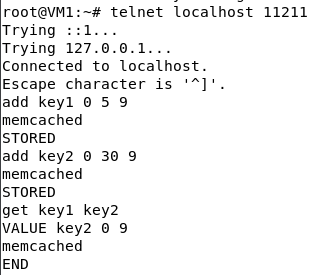 root@VM1:~# telnet localhost 11211
Trying ::1...
Trying 127.0.0.1...
Connected to localhost.
Escape character is '^]'.
add key1 0 5 9
memcached
STORED
add key2 0 30 9
memcached
STORED
get key1 key2
VALUE key2 0 9
memcached
END